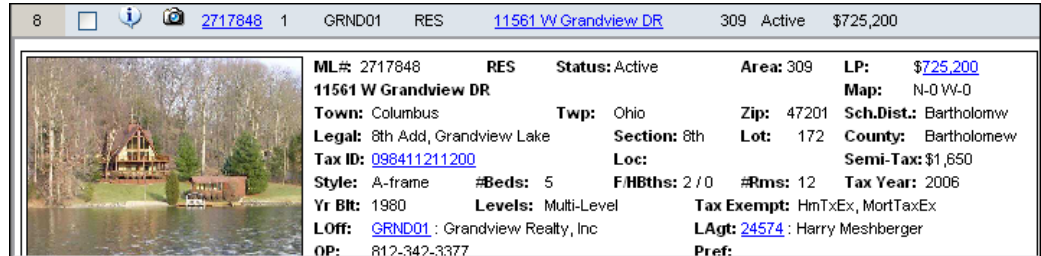 8 2717848 1 GRND01 RES 11561 W Grandview DR 309 Active $725,200
ML#: 2717848 RES Status: Active Area: 309 LP: $725,200
11561 W Grandview DR Map: N-0 W-0
Town: Columbus Twp: Ohio Zip: 47201 Sch.Dist.: Bartholomw
Legal: 8th Add, Grandview Lake Section: 8th Lot: 172 County: Bartholomew
Tax ID: 098411211200 Loc: Semi-Tax: $1,650
Style: A-frame #Beds: 5 F/HBths: 2 / 0 #Rms: 12 Tax Year: 2006
Yr Blt: 1980 Levels: Multi-Level Tax Exempt: HmTxEx, MortTaxEx
LOff: GRND01 : Grandview Realty, Inc LAgt: 24574 : Harry Meshberger
OP: 812-342-3377 Pref: